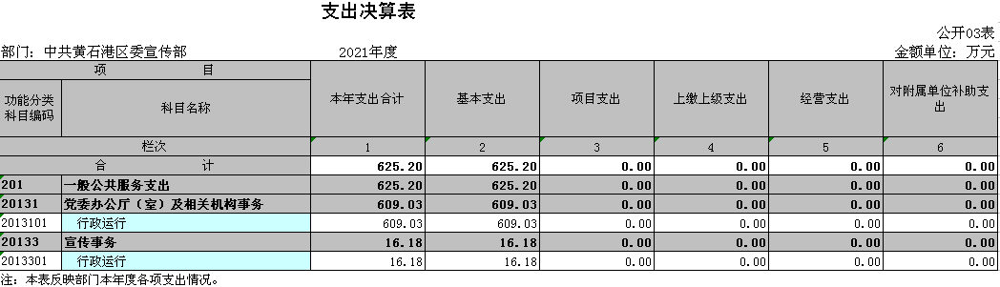 支出决算表
公开03表
部门：中共黄石港区委宣传部 2021年度 金额单位：万元
项 目 本年支出合计 基本支出 项目支出 上缴上级支出 经营支出 对附属单位补助支出
功能分类科目编码 科目名称
栏次 1 2 3 4 5 6
合 计 625.20 625.20 0.00 0.00 0.00 0.00
201 一般公共服务支出 625.20 625.20 0.00 0.00 0.00 0.00
20131 党委办公厅（室）及相关机构事务 609.03 609.03 0.00 0.00 0.00 0.00
2013101 行政运行 609.03 609.03 0.00 0.00 0.00 0.00
20133 宣传事务 16.18 16.18 0.00 0.00 0.00 0.00
2013301 行政运行 16.18 16.18 0.00 0.00 0.00 0.00
注：本表反映部门本年度各项支出情况。